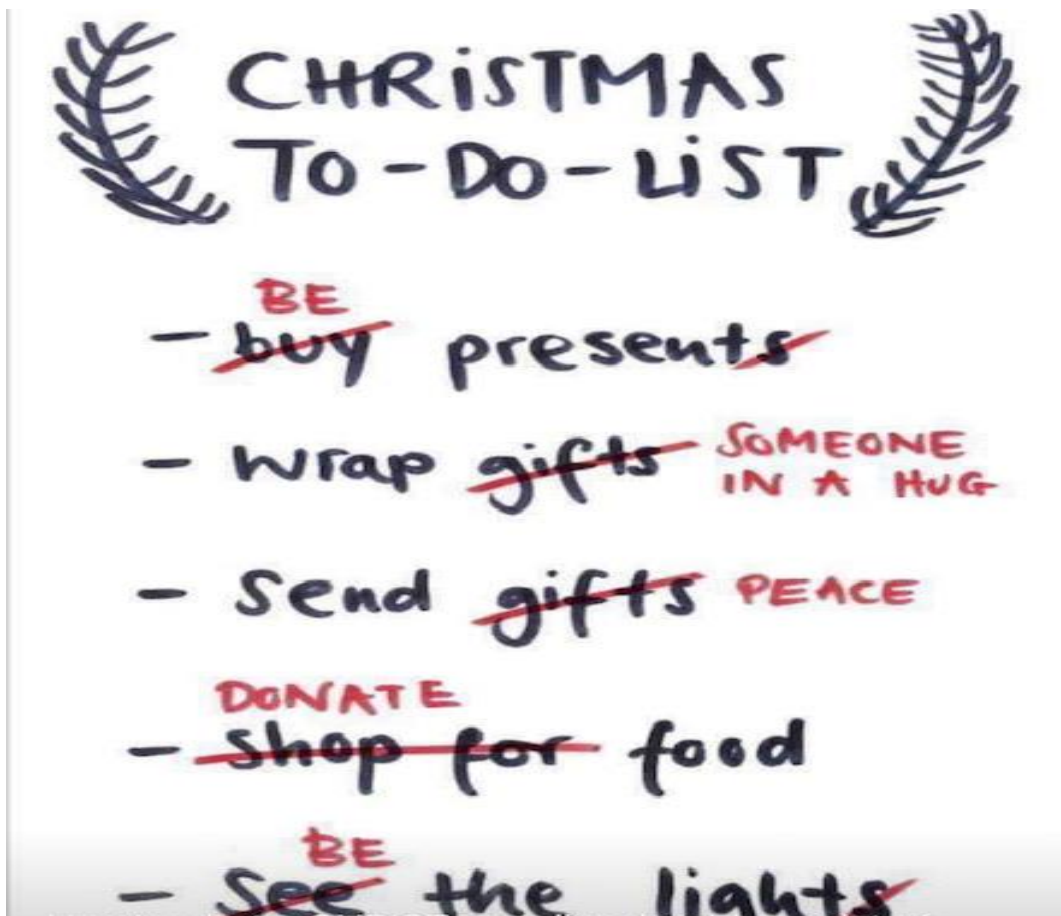 CHRiSTMAS
TO-DO-LiST
BE
- buy presents
- wrap gifts SOMEONE
IN A HUG
- Send gifts PEACE
DONATE
- shop for food
BE
- See the lights